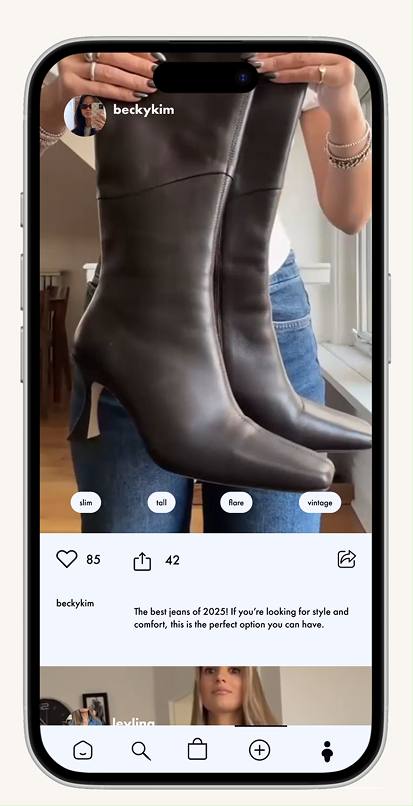 beckykim
slim
tall
flare
vintage
85
42
beckykim
The best jeans of 2025! If you're looking for style and
comfort, this is the perfect option you can have.
leylina